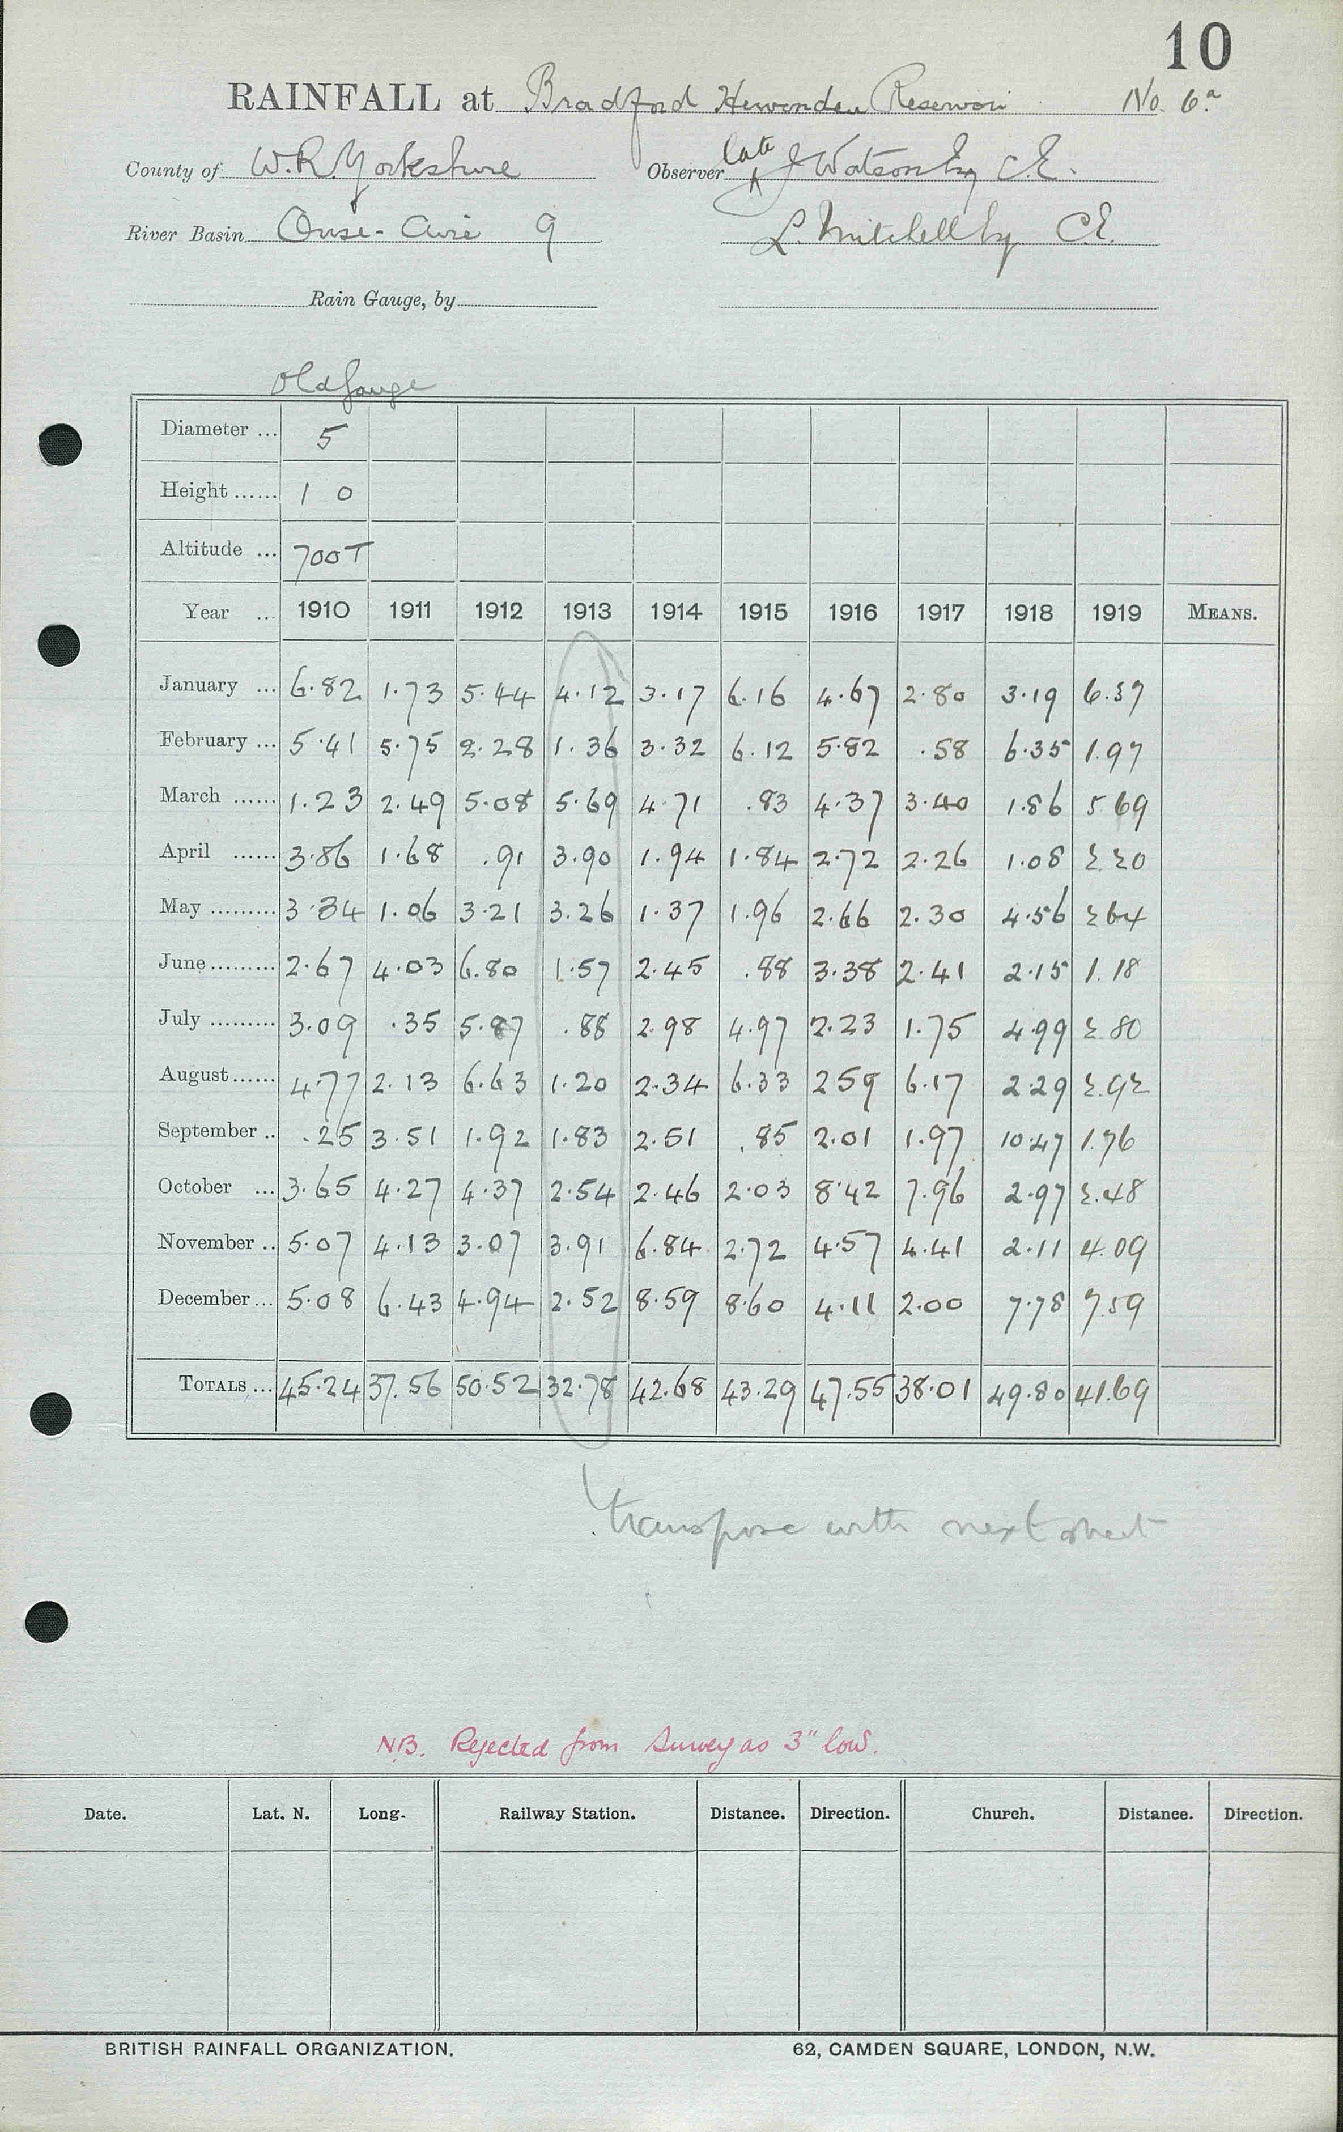 10
RAINFALL at Bradford Hewenden Reservoir No. 6a
County of W.R. Yorkshire Observer late J Watson Esq C.E.
River Basin Ouse-Aire 9 L. Mitchell Esq C.E.
Rain Gauge, by
Old Gauge
Diameter ... 5
Height ...... 1 0
Altitude ... 700 T
Year .. 1910 1911 1912 1913 1914 1915 1916 1917 1918 1919 MEANS.
January ... 6.82 1.73 5.44 4.12 3.17 6.16 4.67 2.80 3.19 6.37
February ... 5.41 5.75 2.28 1.36 3.32 6.12 5.82 .58 6.35 1.97
March ...... 1.23 2.49 5.08 5.69 4.71 .83 4.37 3.40 1.86 5.69
April ...... 3.86 1.68 .91 3.90 1.94 1.84 2.72 2.26 1.08 2.20
May ......... 3.34 1.06 3.21 3.26 1.37 1.96 2.66 2.30 4.56 2.64
June ......... 2.67 4.03 6.80 1.57 2.45 .88 3.38 2.41 2.15 1.18
July ......... 3.09 .35 5.87 .88 2.98 4.97 2.23 1.75 4.99 2.80
August ...... 4.77 2.13 6.63 1.20 2.34 6.33 2 59 6.17 2.29 2.92
September .. .25 3.51 1.92 1.83 2.51 .85 2.01 1.97 10.47 1.76
October ... 3.65 4.27 4.37 2.54 2.46 2.03 8.42 7.96 2.97 2.48
November .. 5.07 4.13 3.07 3.91 6.84 2.72 4.57 4.41 2.11 4.09
December ... 5.08 6.43 4.94 2.52 8.59 8.60 4.11 2.00 7.78 7.59
TOTALS ... 45.24 37.56 50.52 32.78 42.68 43.29 47.55 38.01 49.80 41.69
transpose with next sheet
N.B. Rejected from Survey as 3" low.
Date. Lat. N. Long. Railway Station. Distance. Direction. Church. Distance. Direction.
BRITISH RAINFALL ORGANIZATION. 62, CAMDEN SQUARE, LONDON, N.W.